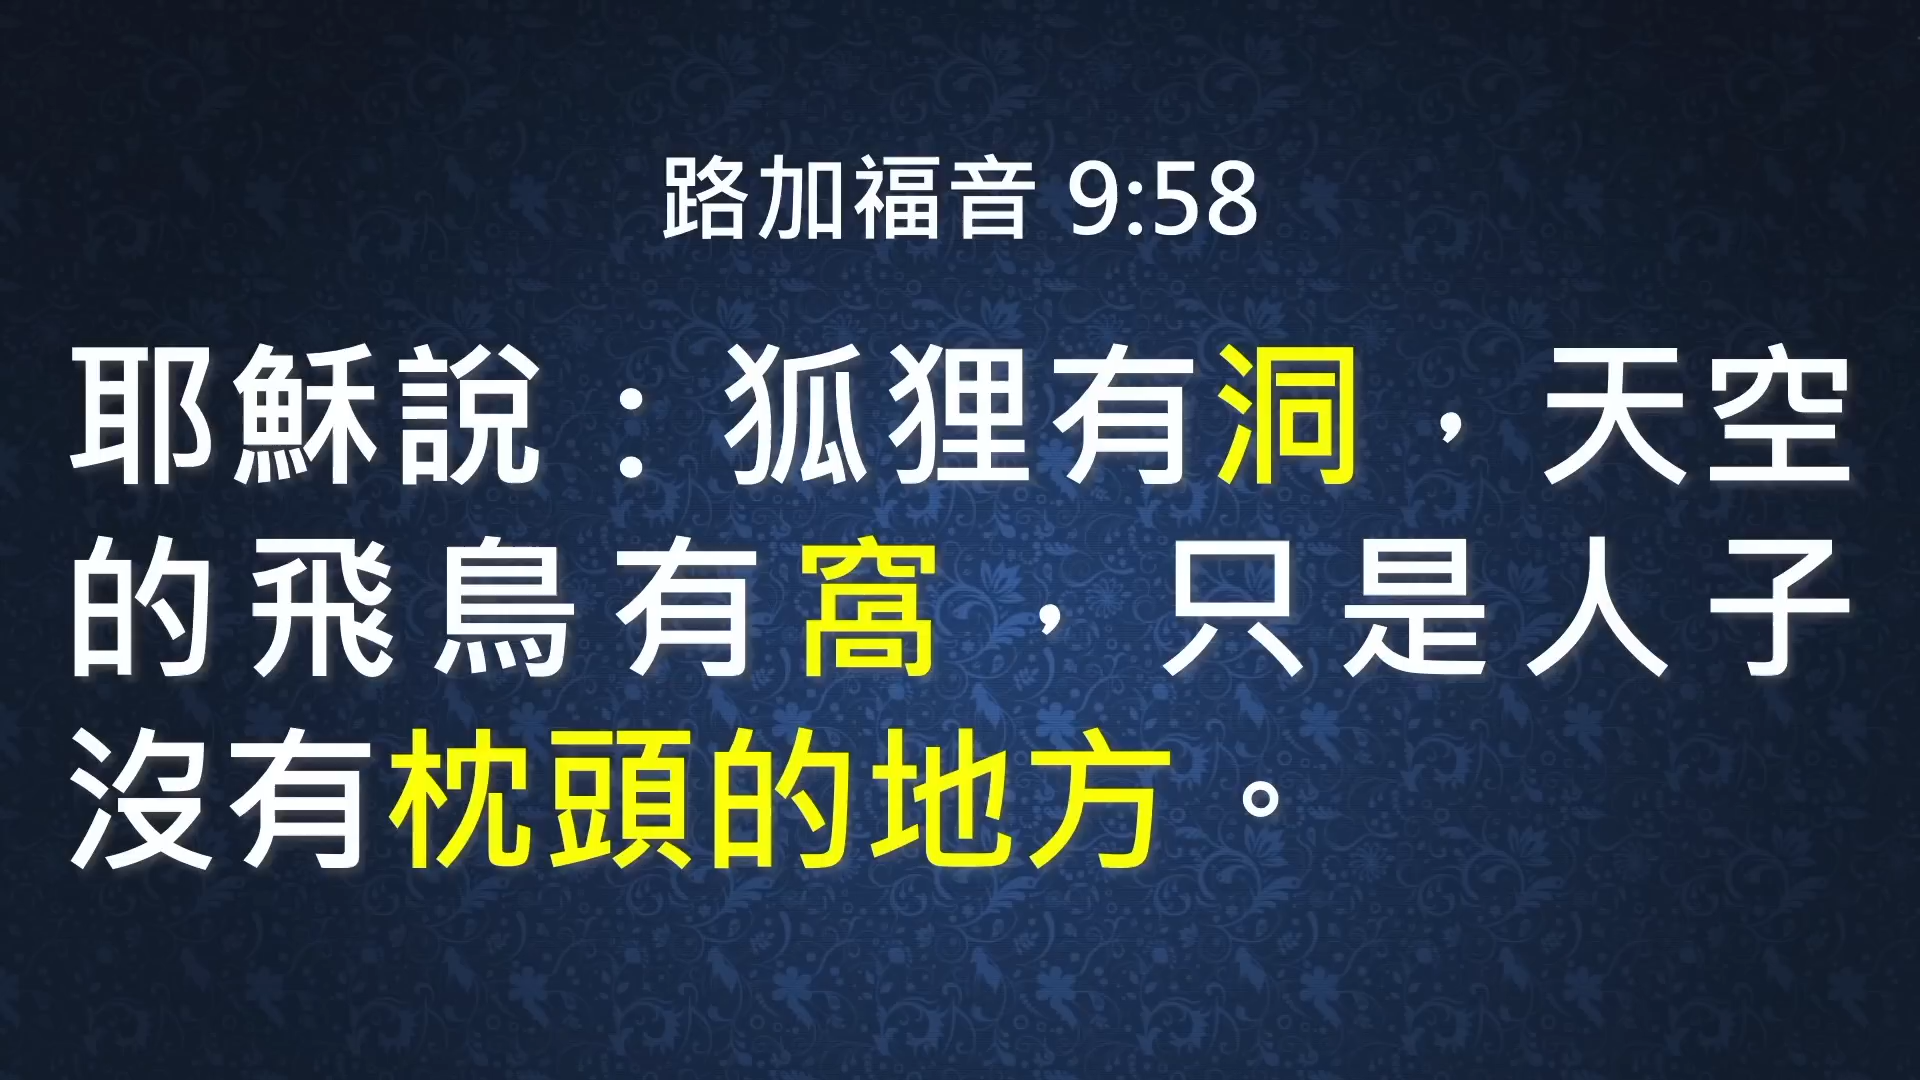 路加福音 9:58
耶穌說：狐狸有洞，天空
的飛鳥有窩，只是人子
沒有枕頭的地方。